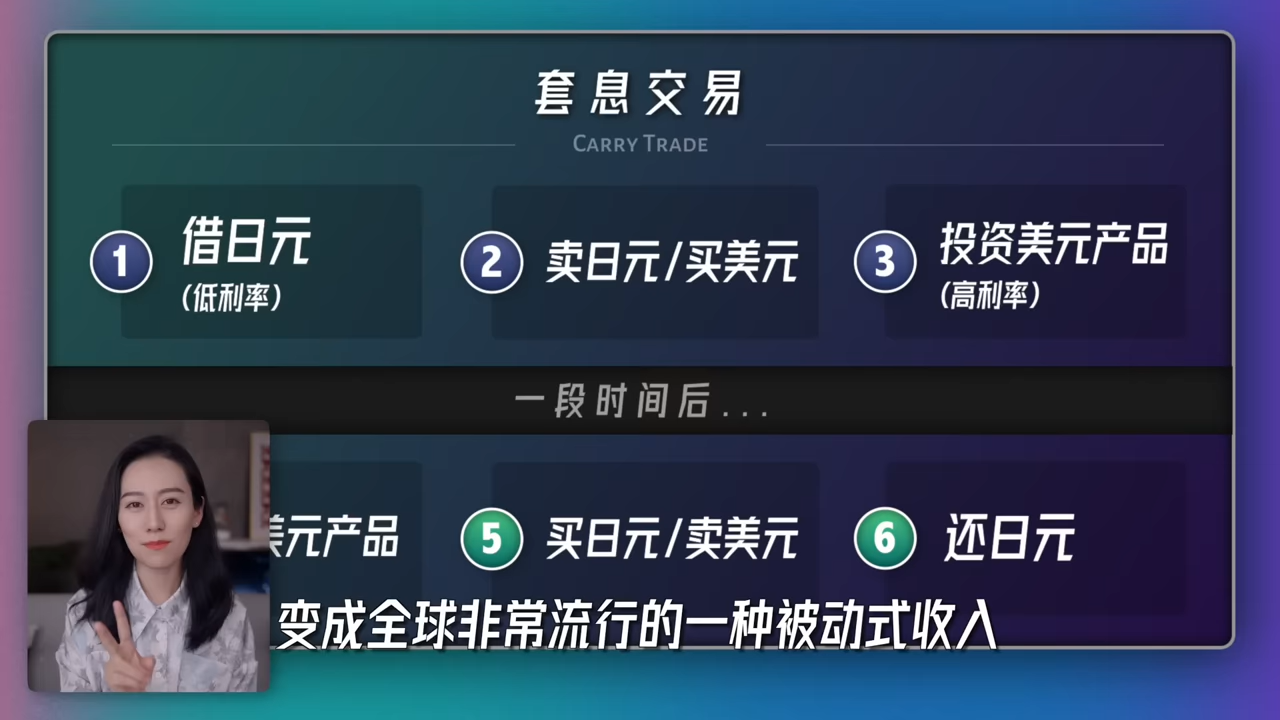 套息交易
CARRY TRADE
1 借日元
(低利率)
2 卖日元/买美元
3 投资美元产品
(高利率)
一段时间后...
美元产品
5 买日元/卖美元
6 还日元
变成全球非常流行的一种被动式收入